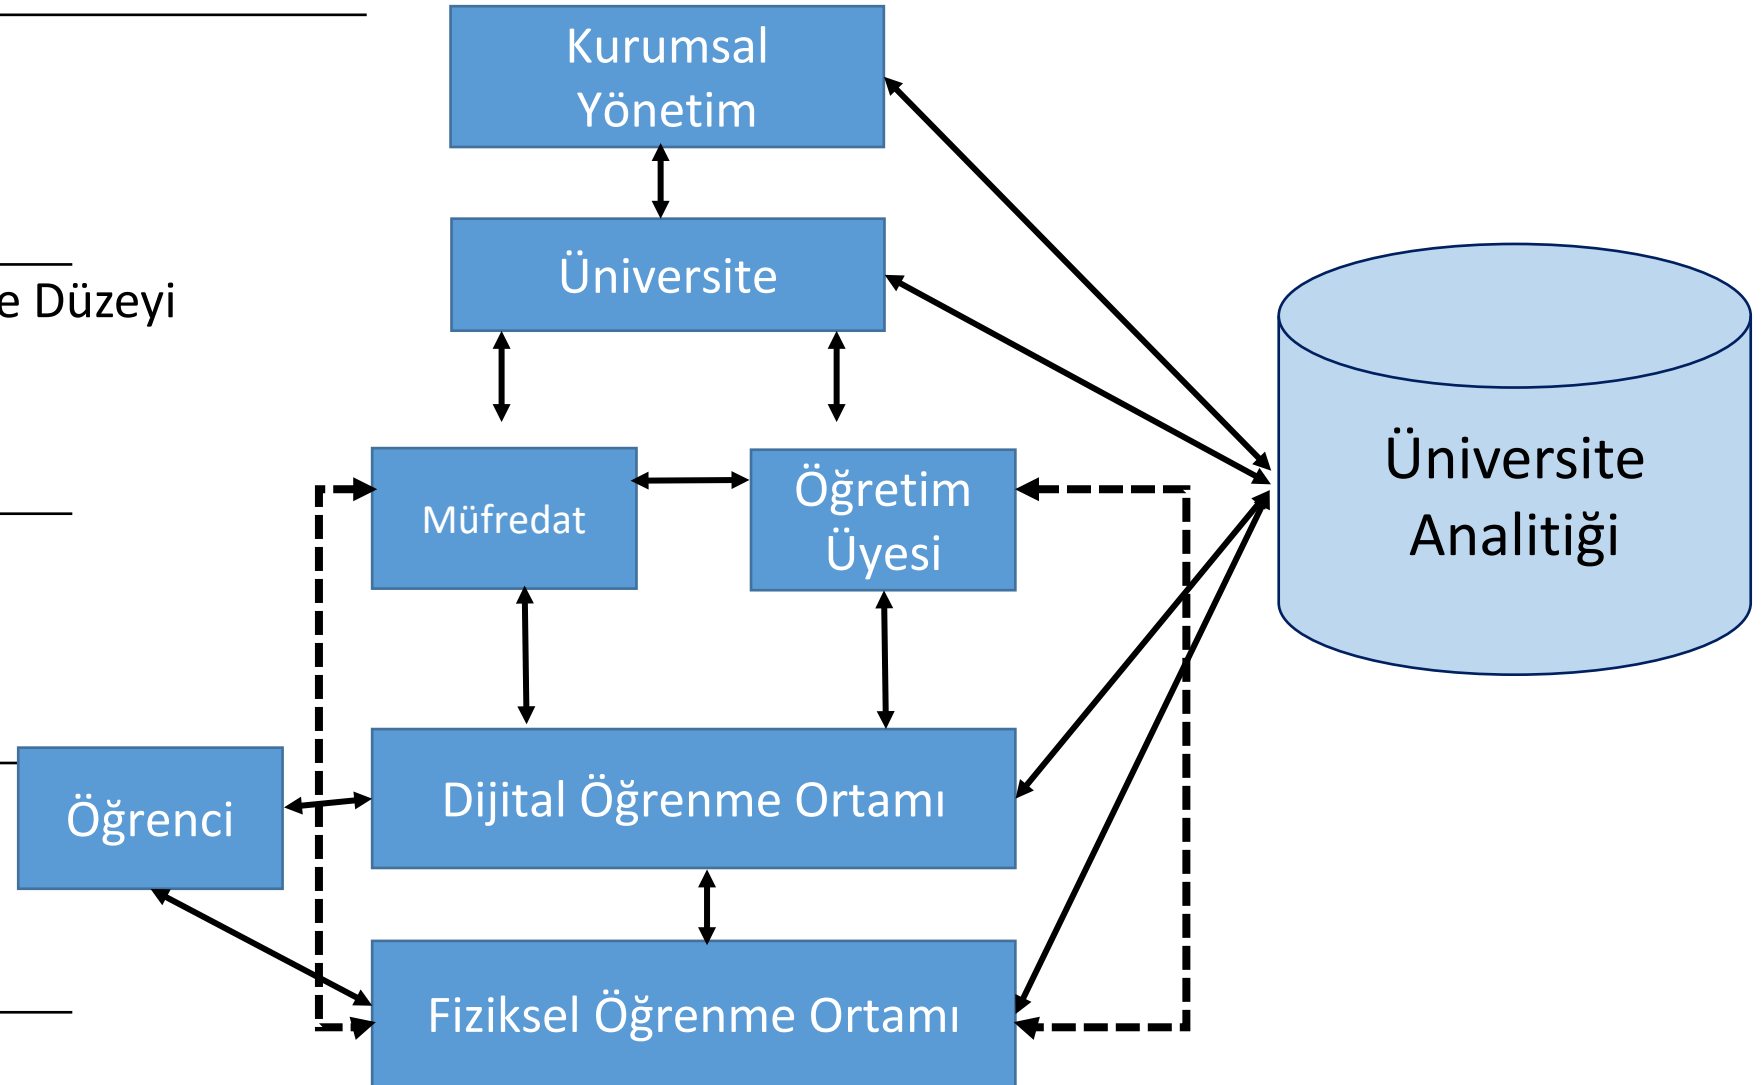 Kurumsal
Yönetim
Üniversite
e Düzeyi
Üniversite
Analitiği
Müfredat
Öğretim
Üyesi
Öğrenci
Dijital Öğrenme Ortamı
Fiziksel Öğrenme Ortamı